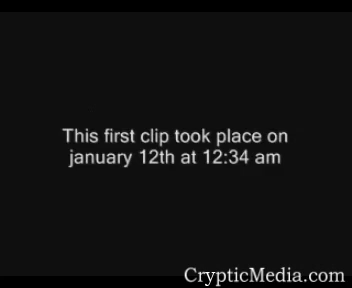 This first clip took place on
january 12th at 12:34 am
CrypticMedia.com